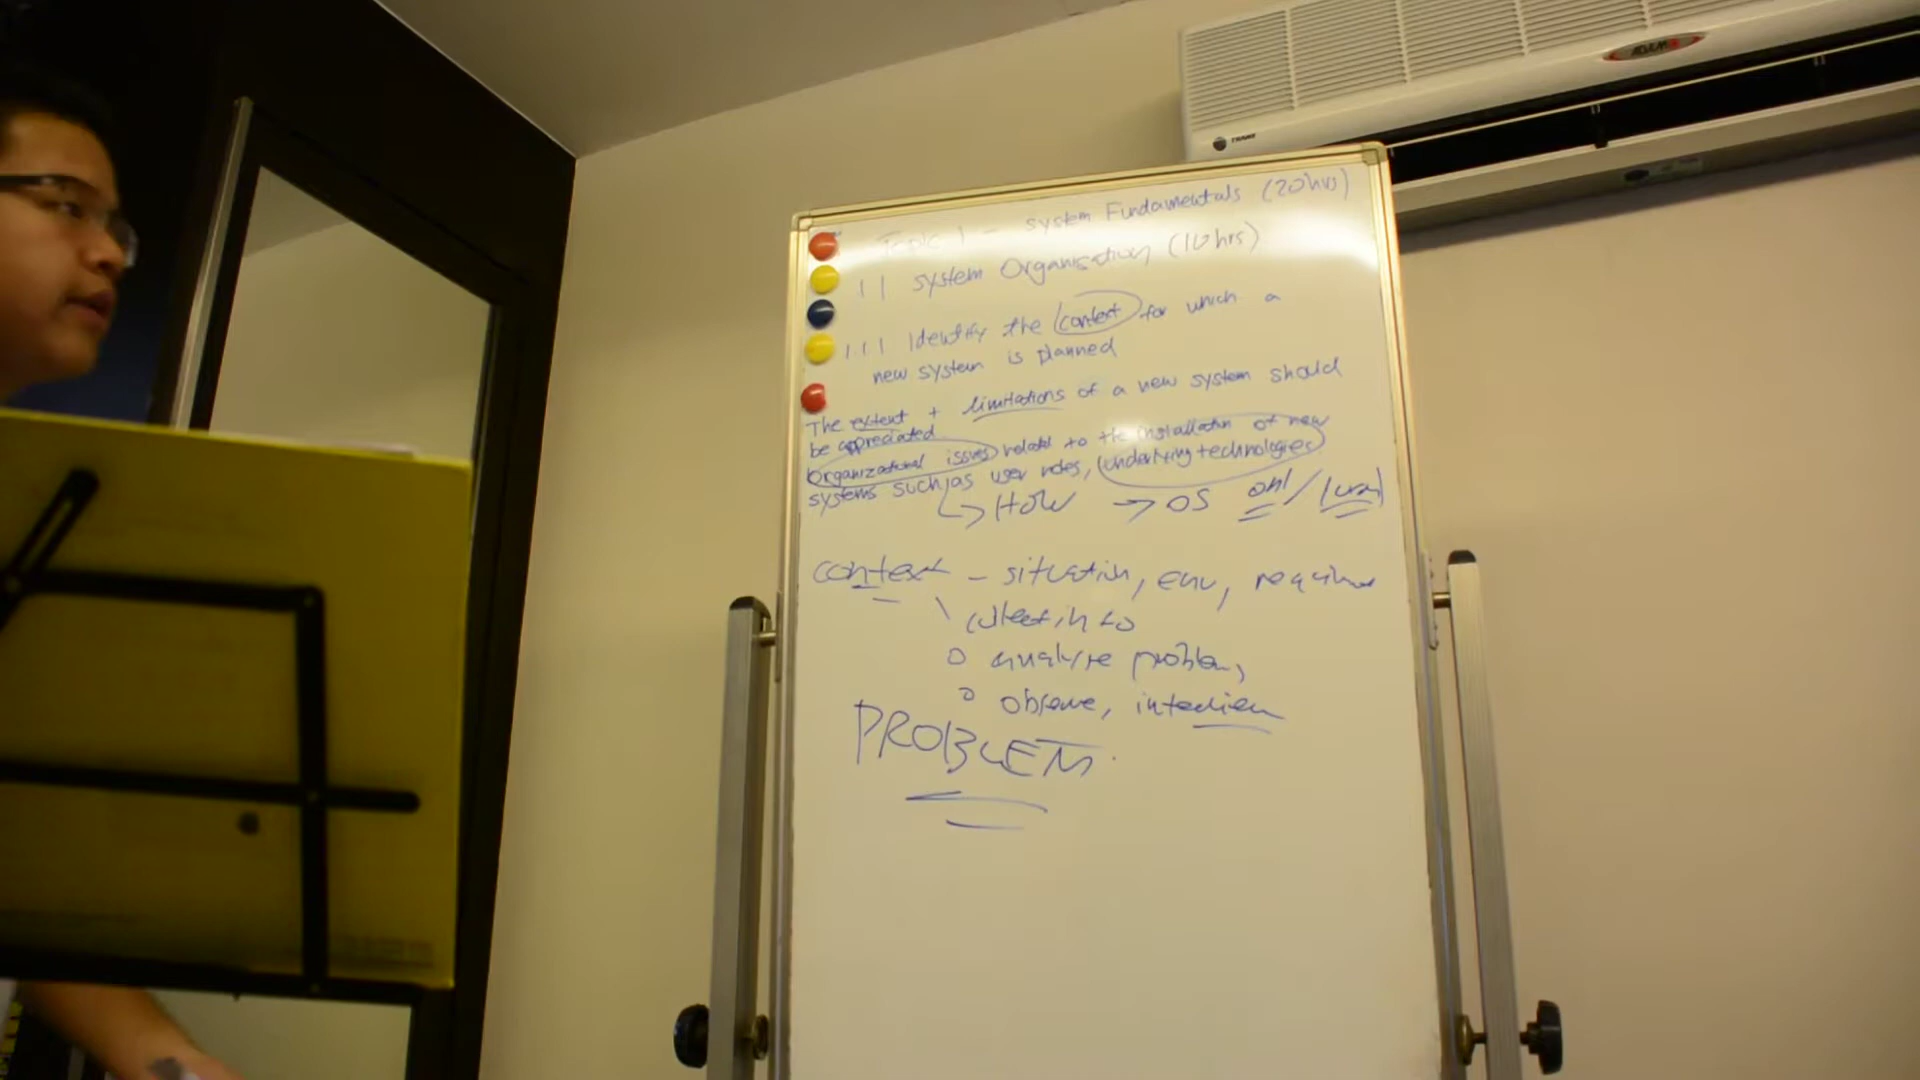 Topic 1 - System Fundamentals (20hrs)
1.1 System Organisation (10hrs)
1.1.1 Identify the context for which a
new system is planned
The extent + limitations of a new system should
be appreciated.
Organizational issues related to the installation of new
systems such as user roles, underlying technologies
HOW → OS
context - situation, env,
collect info
o analyse problem,
o observe, interview
PROBLEM.
TRANE